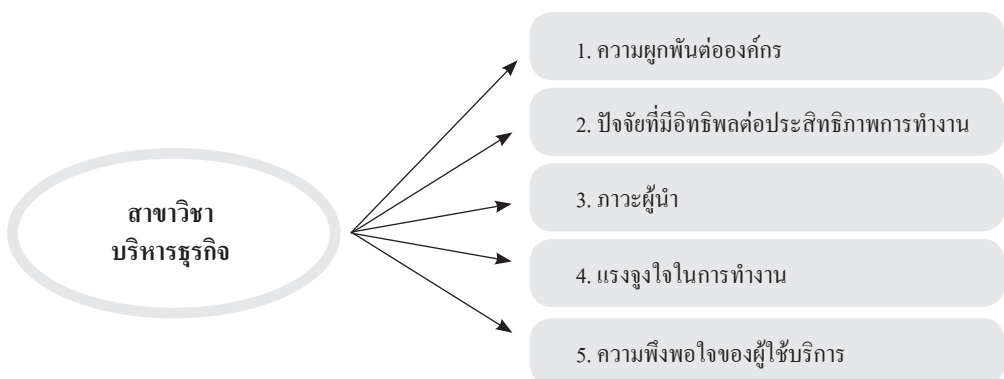 1. ความผูกพันต่อองค์กร
2. ปัจจัยที่มีอิทธิพลต่อประสิทธิภาพการทำงาน
สาขาวิชา
บริหารธุรกิจ
3. ภาวะผู้นำ
4. แรงจูงใจในการทำงาน
5. ความพึงพอใจของผู้ใช้บริการ